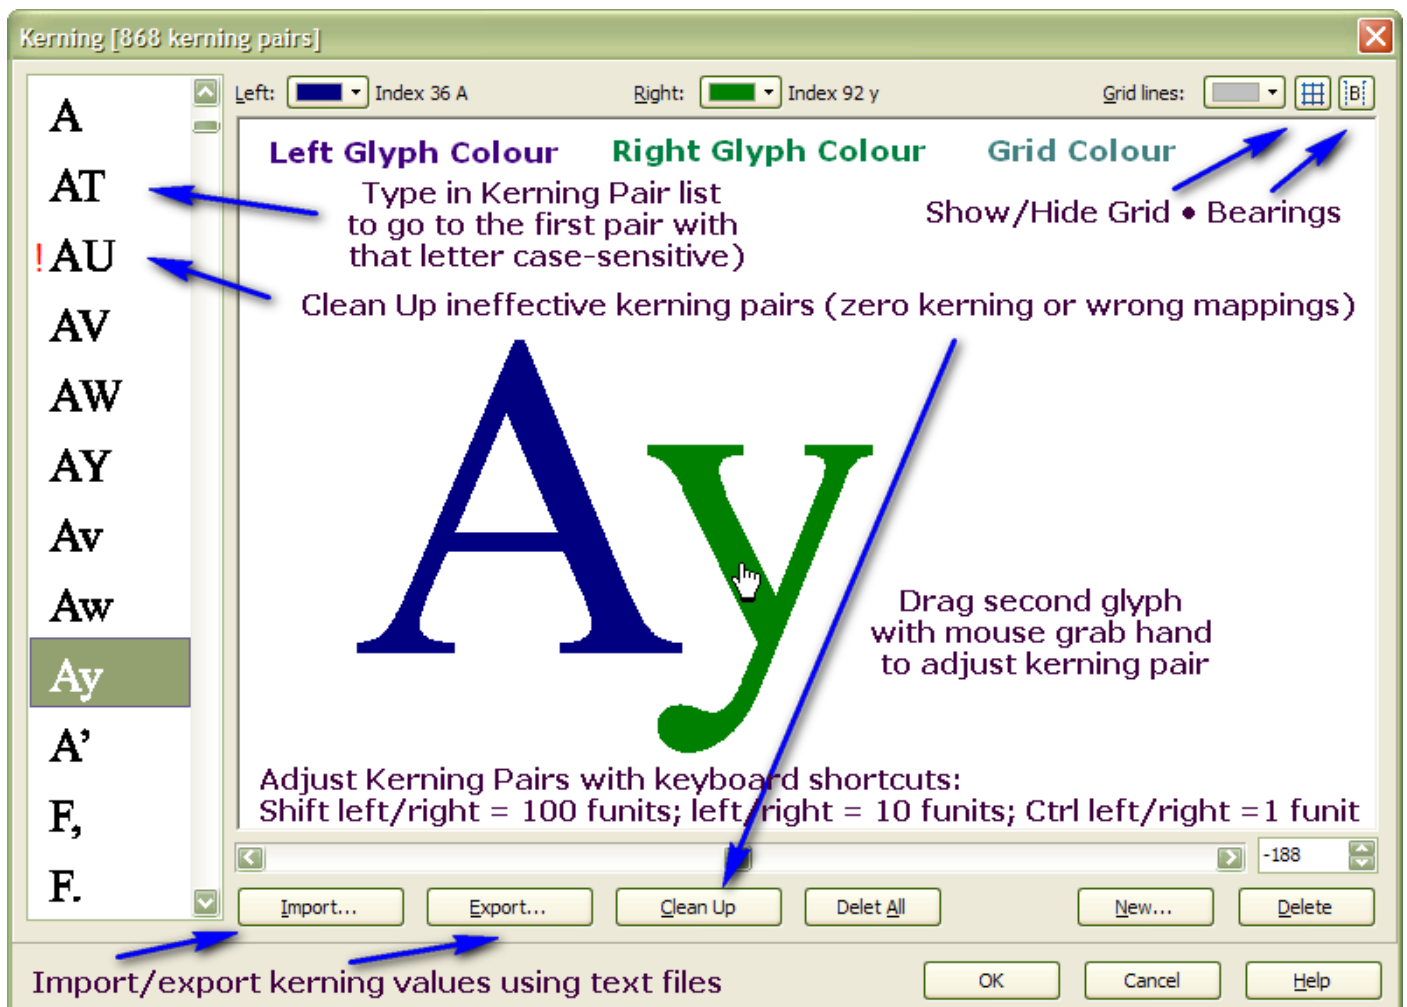 Kerning [868 kerning pairs]
Left: Index 36 A Right: Index 92 y Grid lines: B
A
AT
!AU
AV
AW
AY
Av
Aw
Ay
A’
F,
F.
Left Glyph Colour Right Glyph Colour Grid Colour
Type in Kerning Pair list
to go to the first pair with
that letter case-sensitive)
Show/Hide Grid • Bearings
Clean Up ineffective kerning pairs (zero kerning or wrong mappings)
Ay
Drag second glyph
with mouse grab hand
to adjust kerning pair
Adjust Kerning Pairs with keyboard shortcuts:
Shift left/right = 100 funits; left/right = 10 funits; Ctrl left/right =1 funit
-188
Import... Export... Clean Up Delet All New... Delete
Import/export kerning values using text files
OK Cancel Help